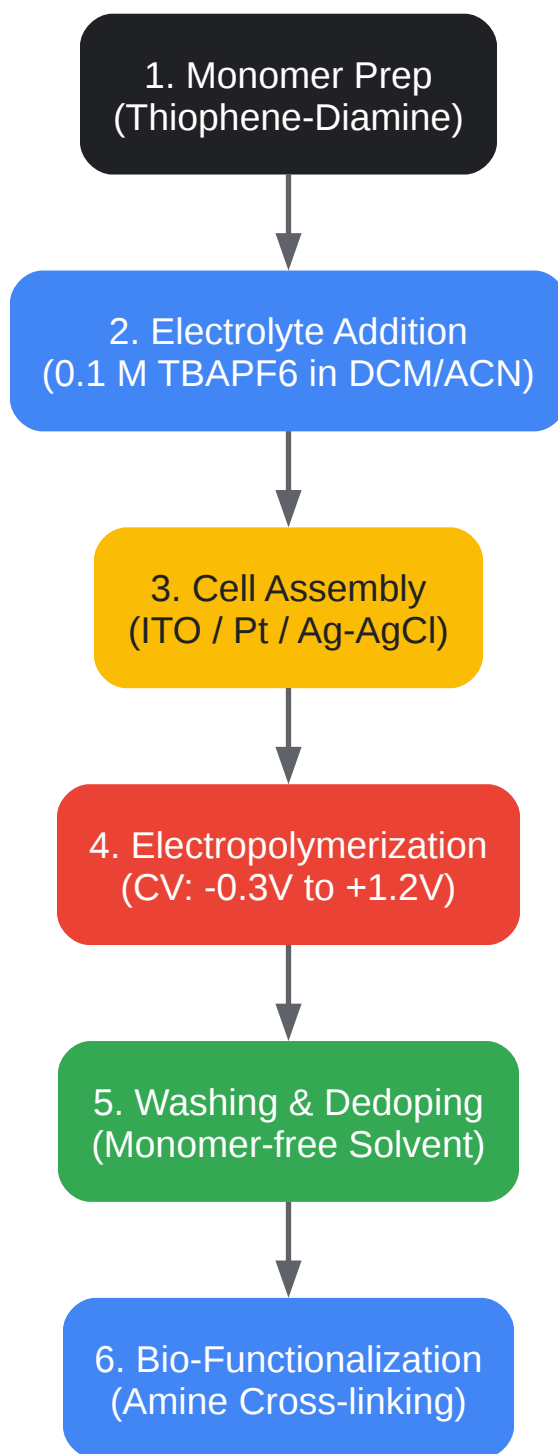 1. Monomer Prep
(Thiophene-Diamine)
2. Electrolyte Addition
(0.1 M TBAPF6 in DCM/ACN)
3. Cell Assembly
(ITO / Pt / Ag-AgCl)
4. Electropolymerization
(CV: -0.3V to +1.2V)
5. Washing & Dedoping
(Monomer-free Solvent)
6. Bio-Functionalization
(Amine Cross-linking)